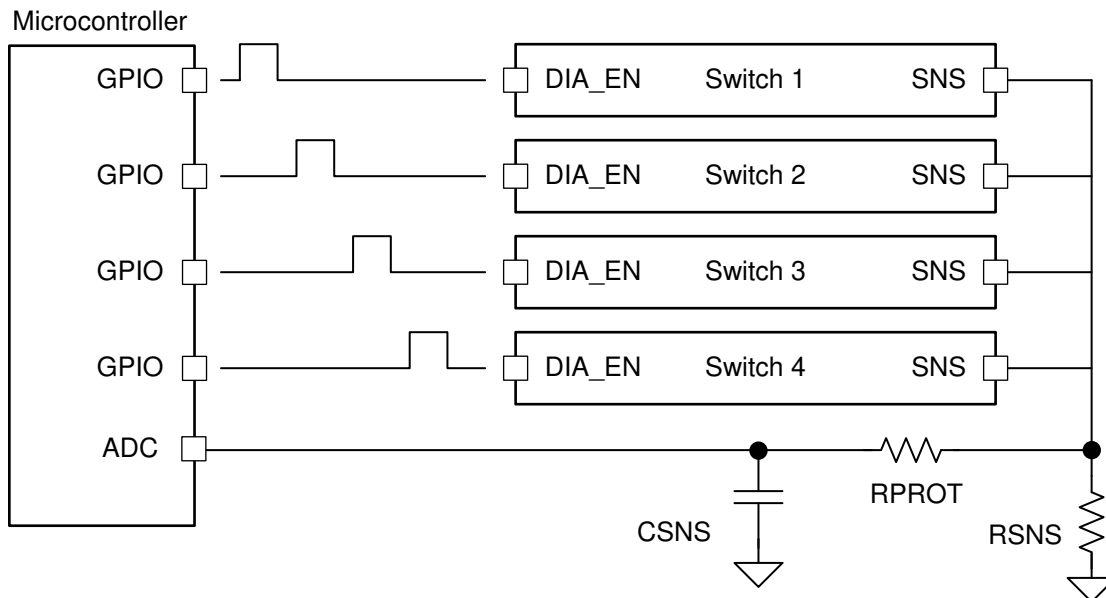 Microcontroller
GPIO DIA_EN Switch 1 SNS
GPIO DIA_EN Switch 2 SNS
GPIO DIA_EN Switch 3 SNS
GPIO DIA_EN Switch 4 SNS
ADC
RPROT
CSNS RSNS